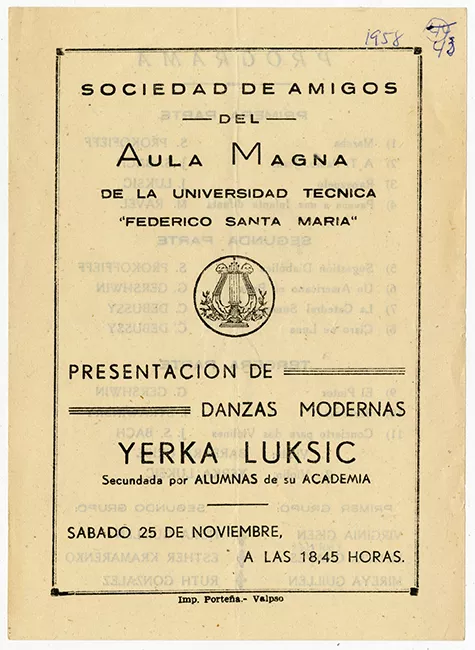 1958
43
SOCIEDAD DE AMIGOS
DEL
AULA MAGNA
DE LA UNIVERSIDAD TECNICA
"FEDERICO SANTA MARIA"
PRESENTACION DE
DANZAS MODERNAS
YERKA LUKSIC
Secundada por ALUMNAS de su ACADEMIA
SABADO 25 DE NOVIEMBRE,
A LAS 18,45 HORAS.
Imp. Porteña.- Valpso